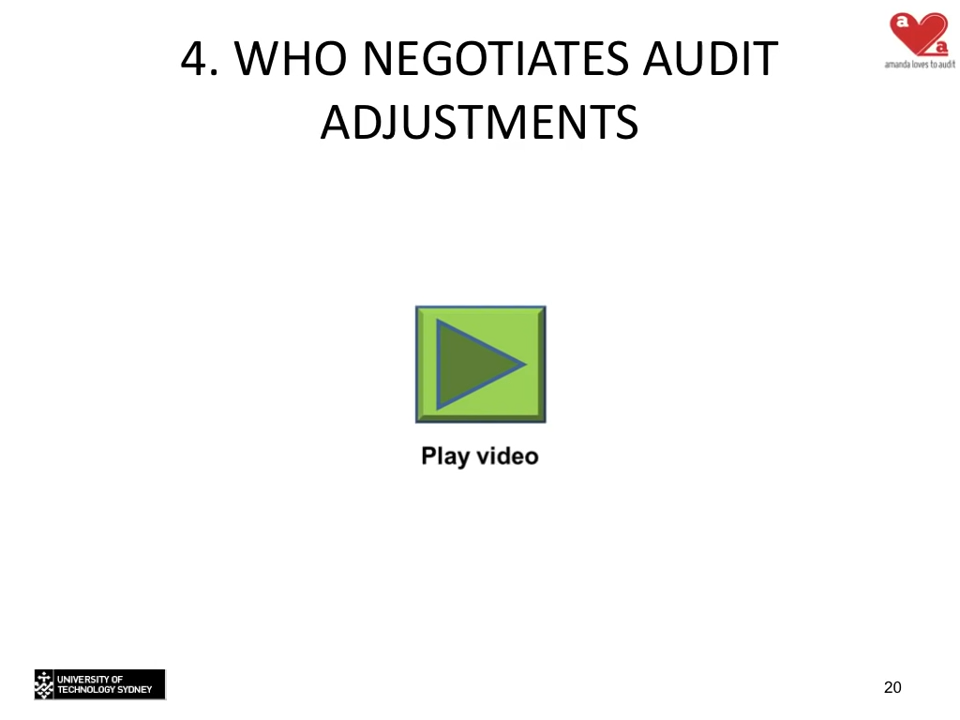 4. WHO NEGOTIATES AUDIT
ADJUSTMENTS
a
a
amanda loves to audit
Play video
UNIVERSITY OF
TECHNOLOGY SYDNEY
20